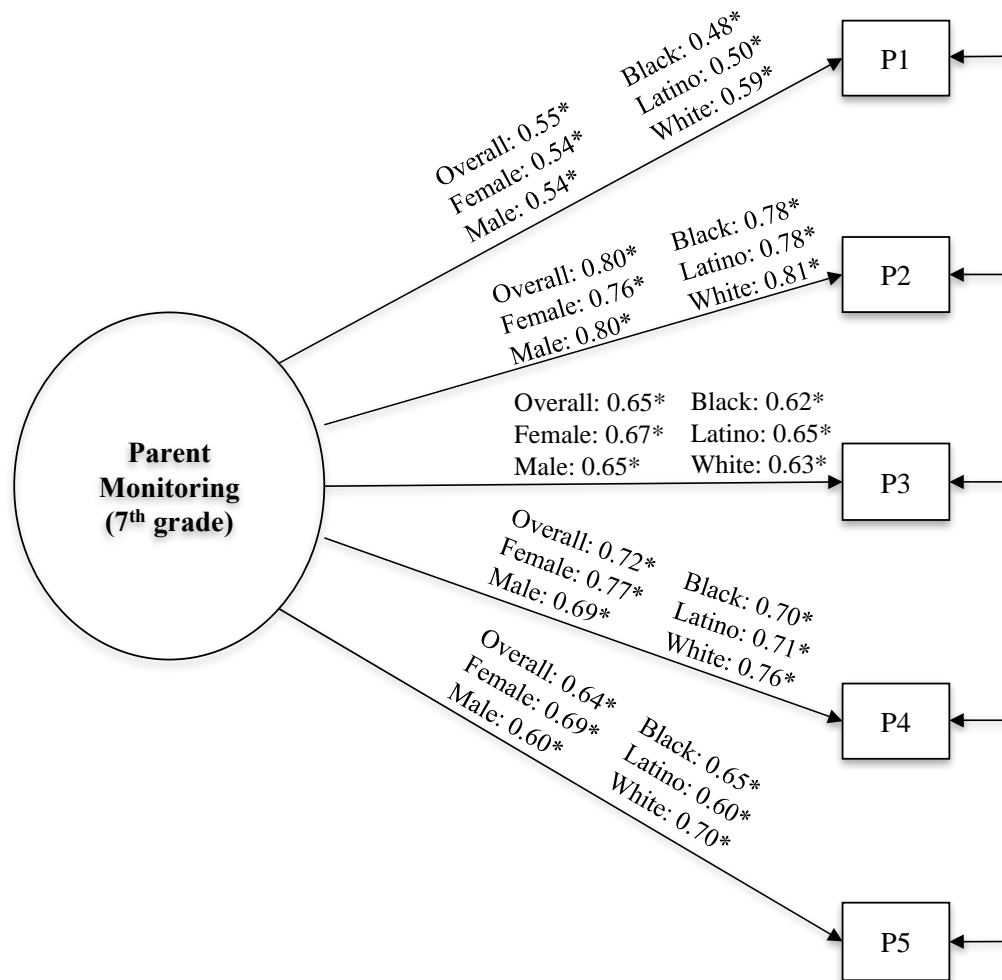 Overall: 0.55*
Female: 0.54*
Male: 0.54*
Black: 0.48*
Latino: 0.50*
White: 0.59*
P1
Overall: 0.80*
Female: 0.76*
Male: 0.80*
Black: 0.78*
Latino: 0.78*
White: 0.81*
P2
Parent
Monitoring
(7th grade)
Overall: 0.65*
Female: 0.67*
Male: 0.65*
Black: 0.62*
Latino: 0.65*
White: 0.63*
P3
Overall: 0.72*
Female: 0.77*
Male: 0.69*
Black: 0.70*
Latino: 0.71*
White: 0.76*
P4
Overall: 0.64*
Female: 0.69*
Male: 0.60*
Black: 0.65*
Latino: 0.60*
White: 0.70*
P5